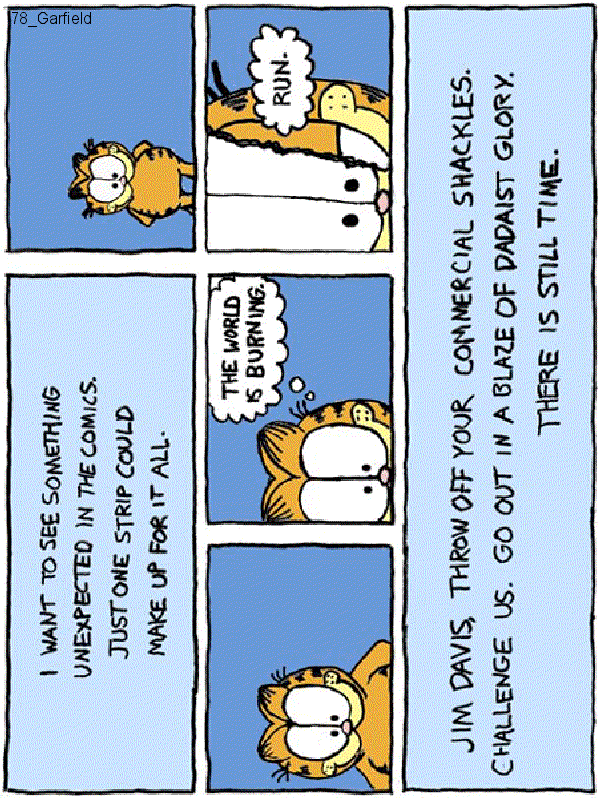 78_Garfield
I WANT TO SEE SOMETHING
UNEXPECTED IN THE COMICS.
JUST ONE STRIP COULD
MAKE UP FOR IT ALL.
THE WORLD
IS BURNING.
RUN.
JIM DAVIS, THROW OFF YOUR COMMERCIAL SHACKLES.
CHALLENGE US. GO OUT IN A BLAZE OF DADAIST GLORY.
THERE IS STILL TIME.